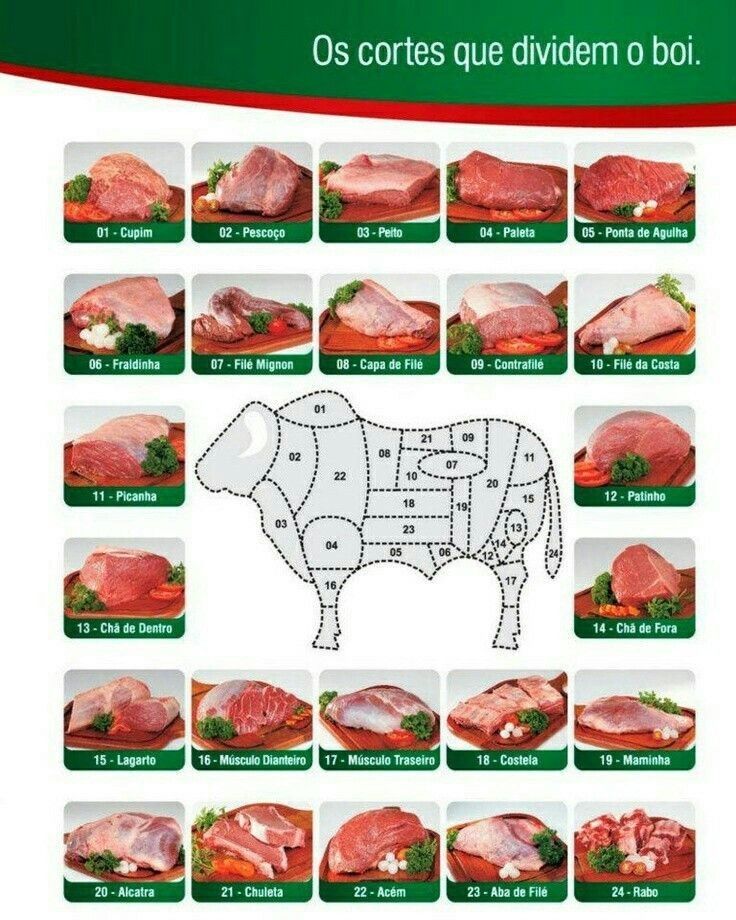 Os cortes que dividem o boi.
01 - Cupim
02 - Pescoço
03 - Peito
04 - Paleta
05 - Ponta de Agulha
06 - Fraldinha
07 - Filé Mignon
08 - Capa de Filé
09 - Contrafilé
10 - Filé da Costa
11 - Picanha
01
02
22
08
21
09
07
10
20
11
15
18
19
23
03
04
05
06
12
14
13
24
16
17
12 - Patinho
13 - Chã de Dentro
14 - Chã de Fora
15 - Lagarto
16 - Músculo Dianteiro
17 - Músculo Traseiro
18 - Costela
19 - Maminha
20 - Alcatra
21 - Chuleta
22 - Acém
23 - Aba de Filé
24 - Rabo